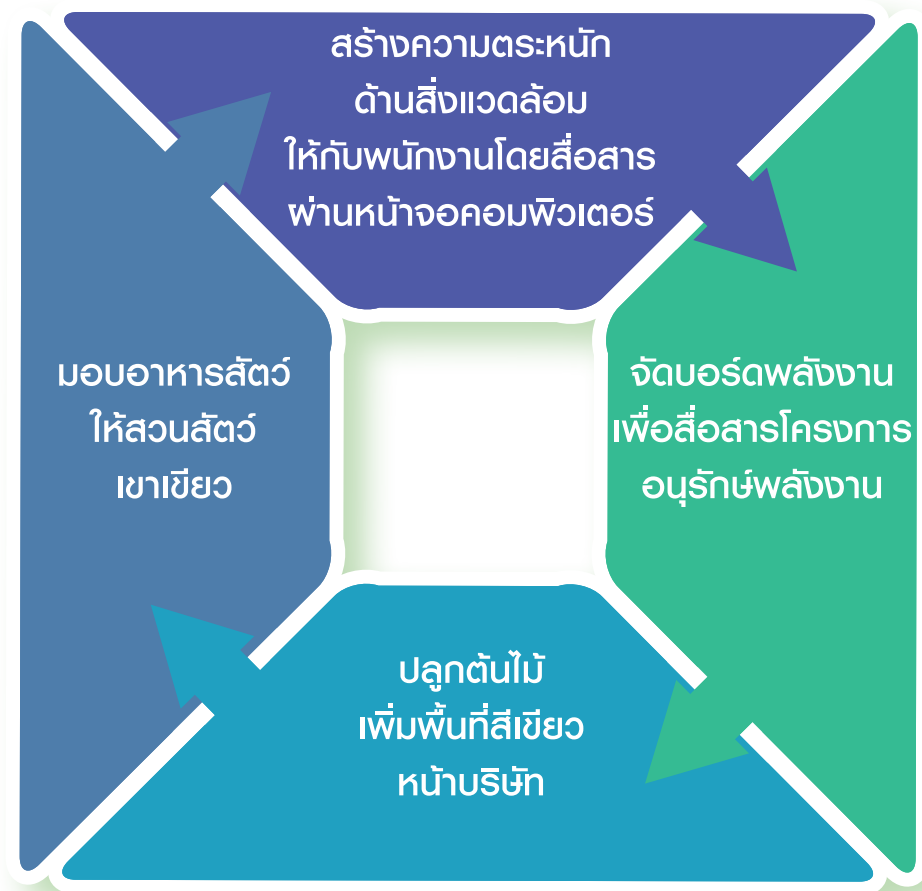 สร้างความตระหนัก
ด้านสิ่งแวดล้อม
ให้กับพนักงานโดยสื่อสาร
ผ่านหน้าจอคอมพิวเตอร์
จัดบอร์ดพลังงาน
เพื่อสื่อสารโครงการ
อนุรักษ์พลังงาน
ปลูกต้นไม้
เพิ่มพื้นที่สีเขียว
หน้าบริษัท
มอบอาหารสัตว์
ให้สวนสัตว์
เขาเขียว